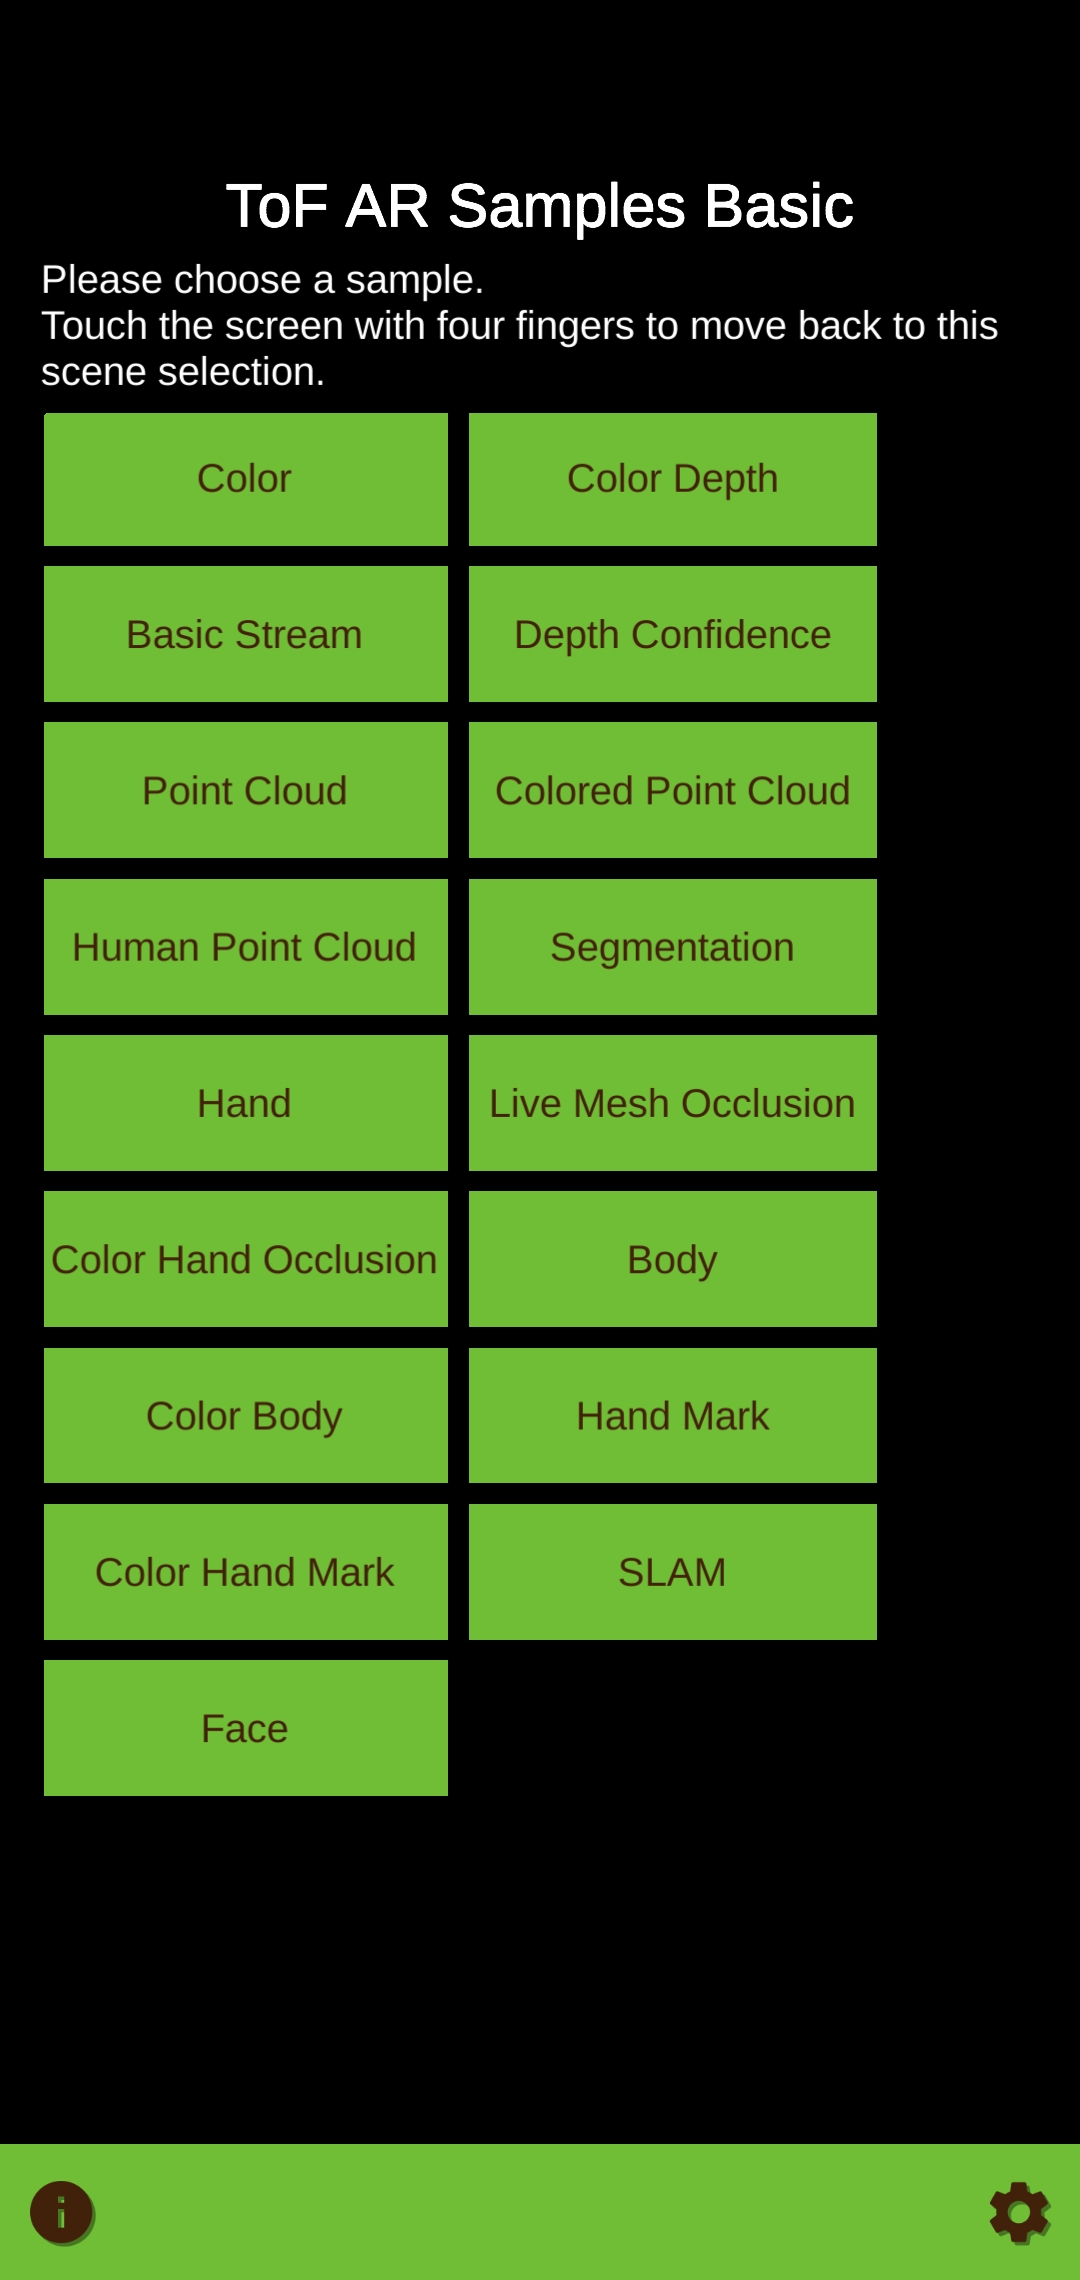 ToF AR Samples Basic
Please choose a sample.
Touch the screen with four fingers to move back to this
scene selection.
Color
Color Depth
Basic Stream
Depth Confidence
Point Cloud
Colored Point Cloud
Human Point Cloud
Segmentation
Hand
Live Mesh Occlusion
Color Hand Occlusion
Body
Color Body
Hand Mark
Color Hand Mark
SLAM
Face